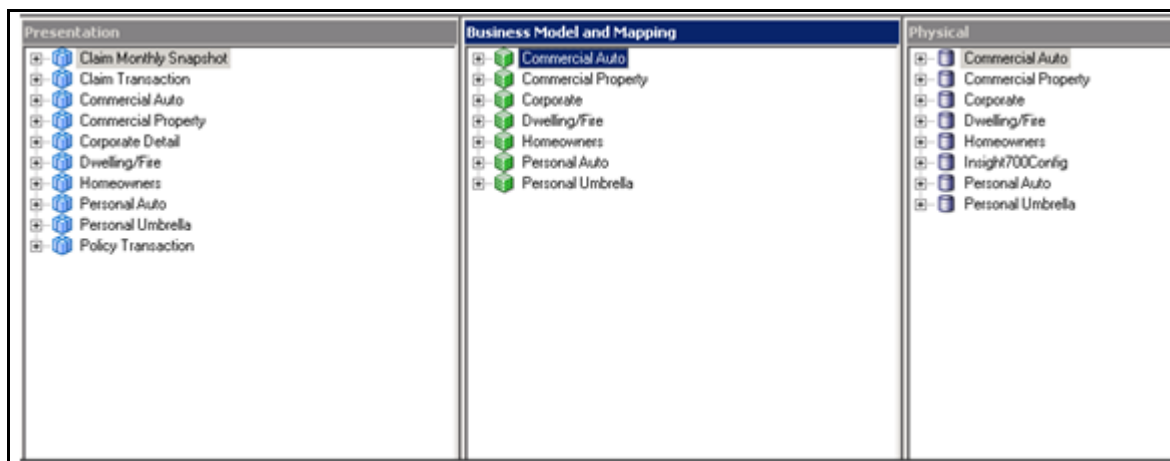 Presentation
Claim Monthly Snapshot
Claim Transaction
Commercial Auto
Commercial Property
Corporate Detail
Dwelling/Fire
Homeowners
Personal Auto
Personal Umbrella
Policy Transaction
Business Model and Mapping
Commercial Auto
Commercial Property
Corporate
Dwelling/Fire
Homeowners
Personal Auto
Personal Umbrella
Physical
Commercial Auto
Commercial Property
Corporate
Dwelling/Fire
Homeowners
Insight700Config
Personal Auto
Personal Umbrella